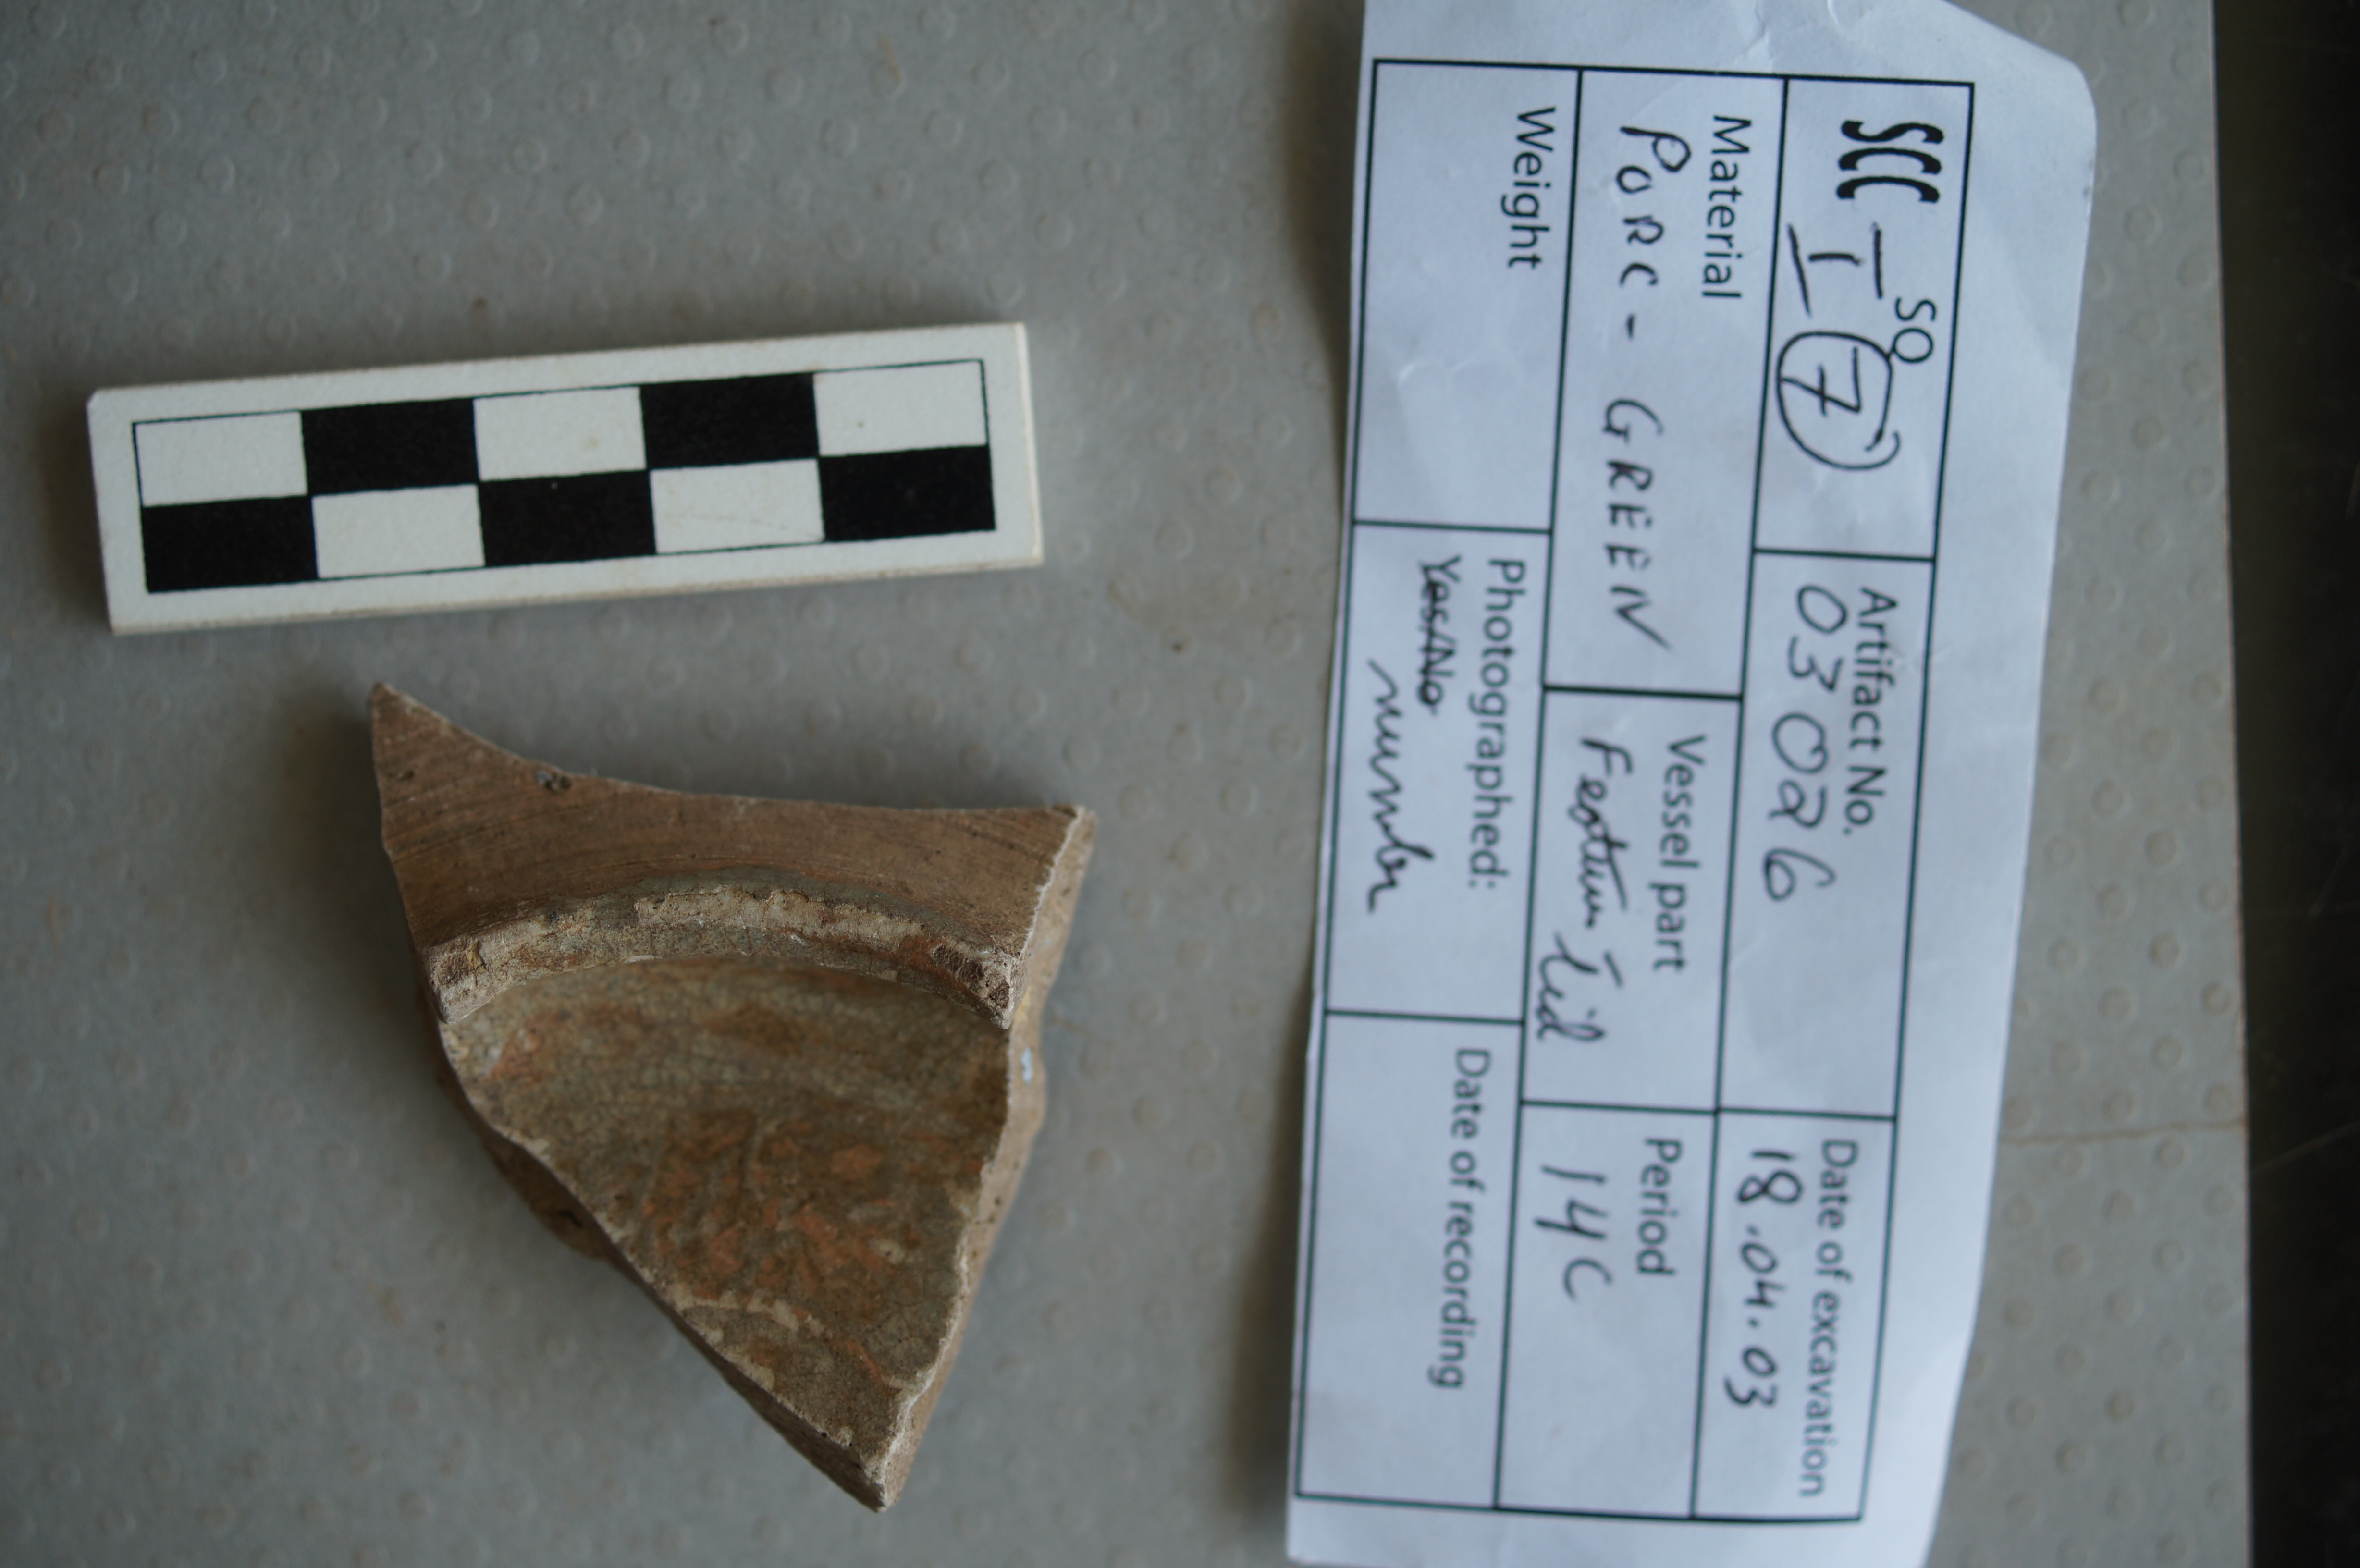 SCC
SQ
I
7
Artifact No.
03026
Date of excavation
18.04.03
Material
PORC- GREEN
Vessel part
Lid
Period
14C
Weight
Photographed:
Yes/No
number
Date of recording